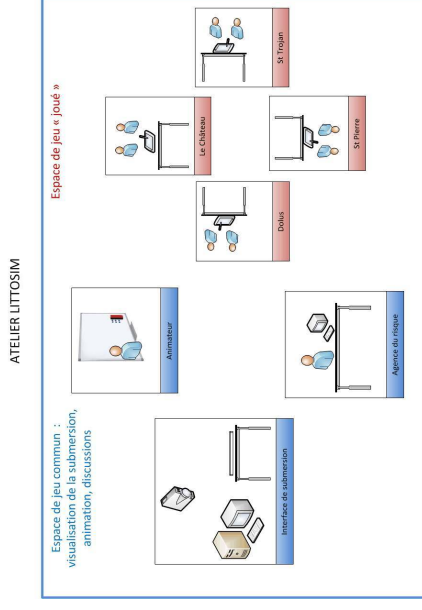 ATELIER LITTOSIM
Espace de jeu commun :
visualisation de la submersion,
animation, discussions
Espace de jeu « joué »
Animateur
Interface de submersion
Agence du risque
Le Château
Dolus
St Pierre
St Trojan